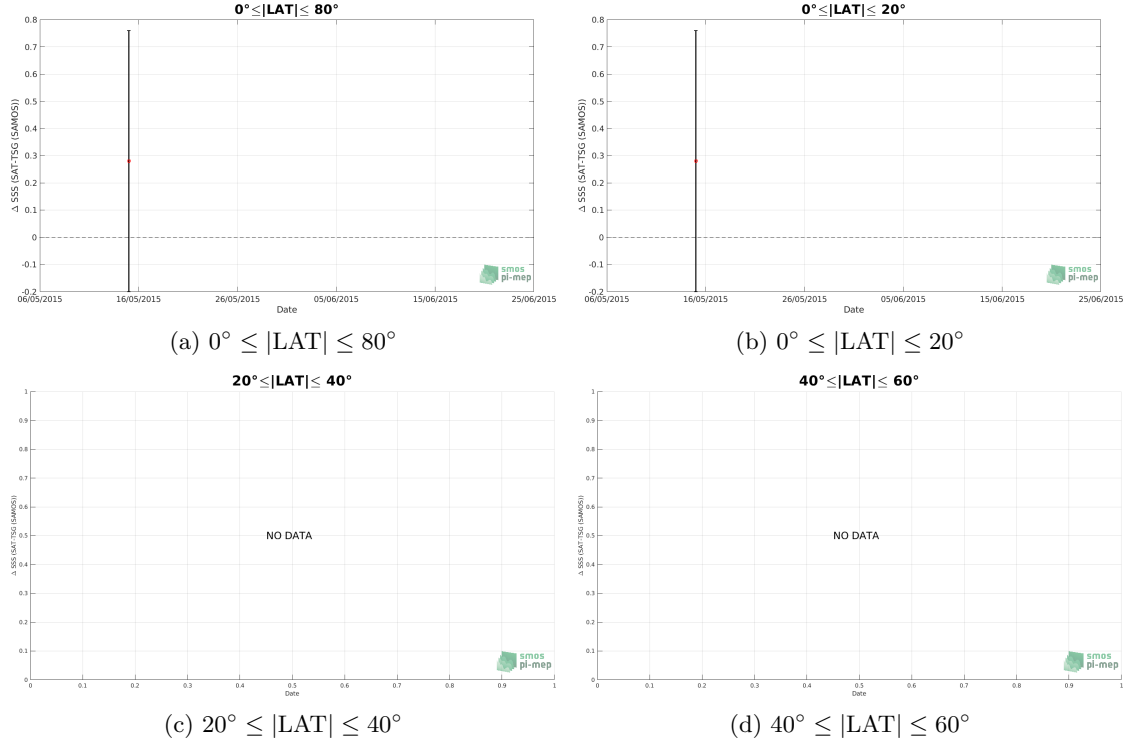 0°≤|LAT|≤ 80°
0.8
0.7
0.6
0.5
0.4
0.3
0.2
0.1
0
-0.1
-0.2
Δ SSS (SAT-TSG (SAMOS))
06/05/2015 16/05/2015 26/05/2015 05/06/2015 15/06/2015 25/06/2015
Date
smos
pi-mep
(a) 0° ≤ |LAT| ≤ 80°
0°≤|LAT|≤ 20°
0.8
0.7
0.6
0.5
0.4
0.3
0.2
0.1
0
-0.1
-0.2
Δ SSS (SAT-TSG (SAMOS))
06/05/2015 16/05/2015 26/05/2015 05/06/2015 15/06/2015 25/06/2015
Date
smos
pi-mep
(b) 0° ≤ |LAT| ≤ 20°
20°≤|LAT|≤ 40°
1
0.9
0.8
0.7
0.6
0.5
0.4
0.3
0.2
0.1
0
Δ SSS (SAT-TSG (SAMOS))
NO DATA
0 0.1 0.2 0.3 0.4 0.5 0.6 0.7 0.8 0.9 1
Date
smos
pi-mep
(c) 20° ≤ |LAT| ≤ 40°
40°≤|LAT|≤ 60°
1
0.9
0.8
0.7
0.6
0.5
0.4
0.3
0.2
0.1
0
Δ SSS (SAT-TSG (SAMOS))
NO DATA
0 0.1 0.2 0.3 0.4 0.5 0.6 0.7 0.8 0.9 1
Date
smos
pi-mep
(d) 40° ≤ |LAT| ≤ 60°